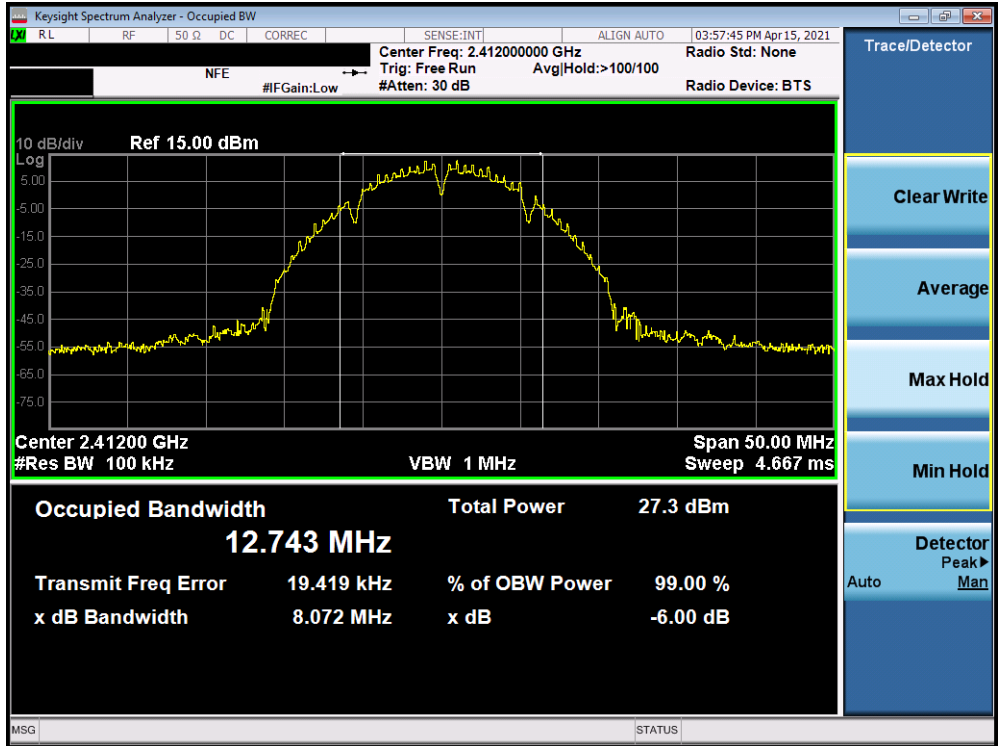 Keysight Spectrum Analyzer - Occupied BW
LXI RL RF 50 Ω DC CORREC SENSE:INT ALIGN AUTO 03:57:45 PM Apr 15, 2021
Center Freq: 2.412000000 GHz Radio Std: None
NFE Trig: Free Run Avg|Hold:>100/100
#IFGain:Low #Atten: 30 dB Radio Device: BTS
10 dB/div Ref 15.00 dBm
Log
5.00
-5.00
-15.0
-25.0
-35.0
-45.0
-55.0
-65.0
-75.0
Center 2.41200 GHz Span 50.00 MHz
#Res BW 100 kHz VBW 1 MHz Sweep 4.667 ms
Occupied Bandwidth Total Power 27.3 dBm
12.743 MHz
Transmit Freq Error 19.419 kHz % of OBW Power 99.00 %
x dB Bandwidth 8.072 MHz x dB -6.00 dB
MSG STATUS
Trace/Detector
Clear Write
Average
Max Hold
Min Hold
Detector
Peak▶
Auto Man